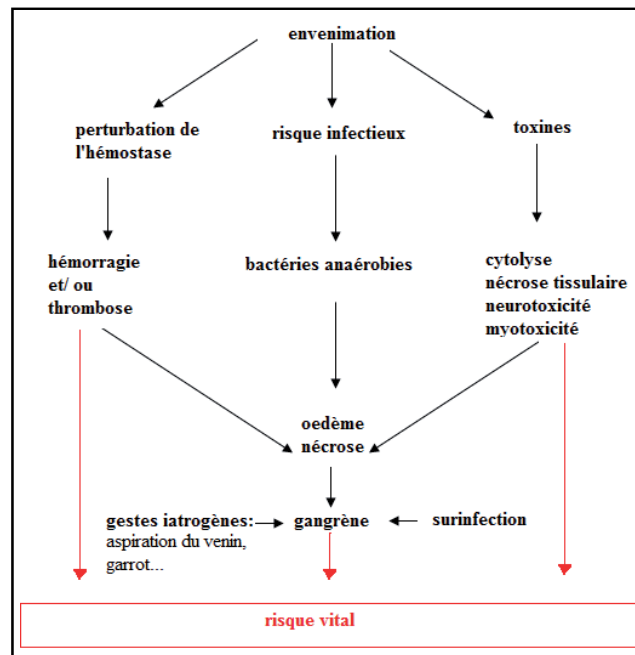 envenimation
perturbation de
l'hémostase
risque infectieux
toxines
hémorragie
et/ ou
thrombose
bactéries anaérobies
cytolyse
nécrose tissulaire
neurotoxicité
myotoxicité
oedème
nécrose
gestes iatrogènes:
aspiration du venin,
garrot...
gangrène
surinfection
risque vital